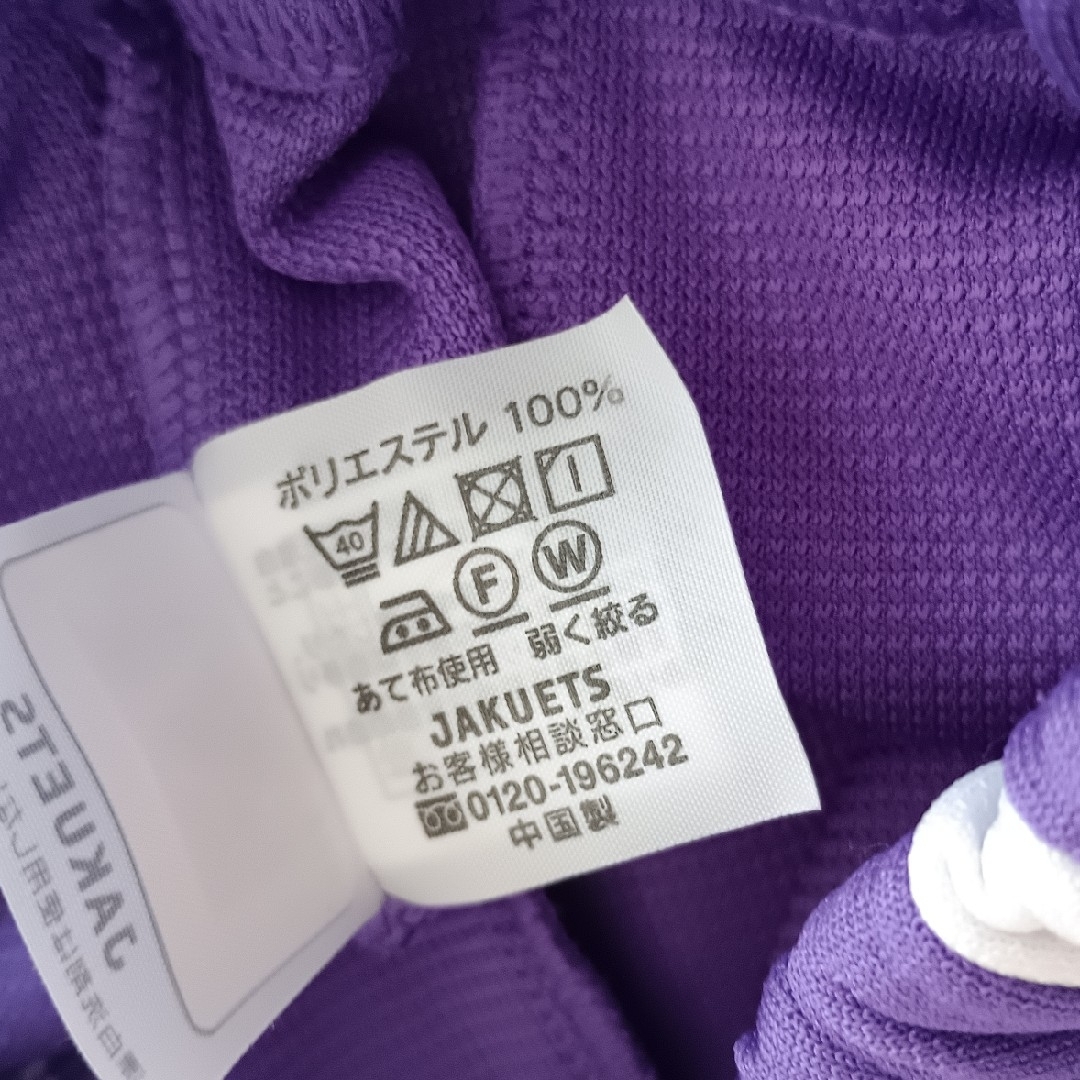 ポリエステル 100%
40
F W
あて布使用 弱く絞る
JAKUETS
お客様相談窓口
0120-196242
中国製
JAKUETS